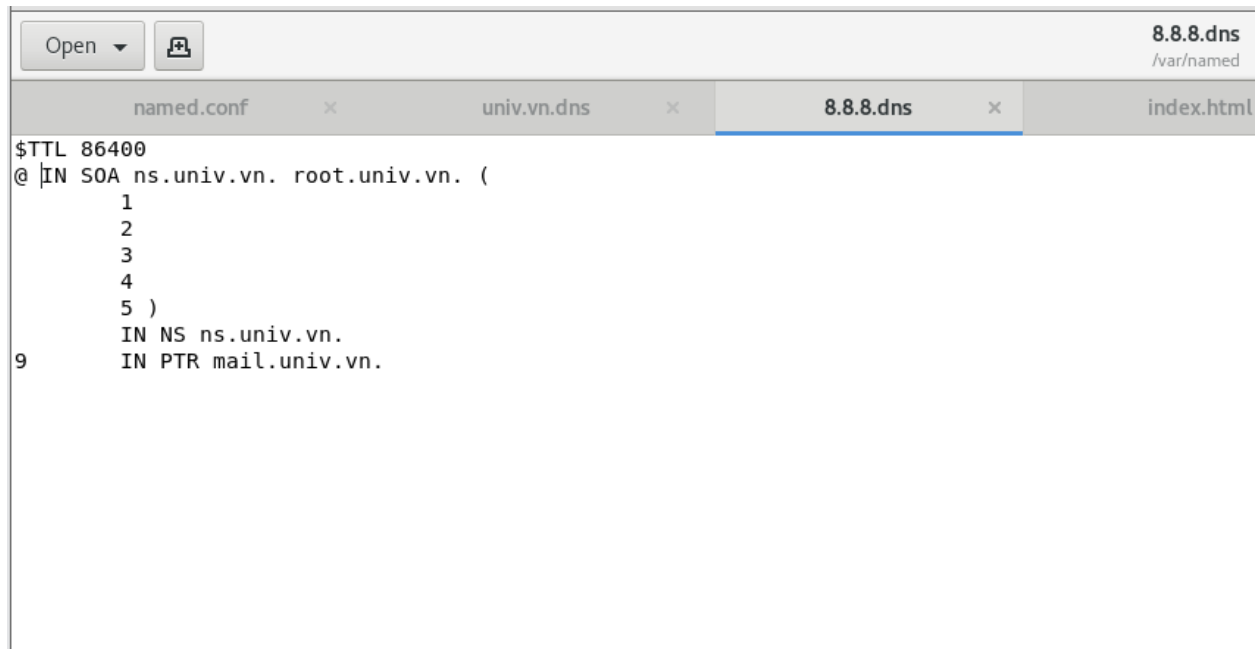 Open
8.8.8.dns
/var/named
named.conf × univ.vn.dns × 8.8.8.dns × index.html
$TTL 86400
@ IN SOA ns.univ.vn. root.univ.vn. (
        1
        2
        3
        4
        5 )
        IN NS ns.univ.vn.
9       IN PTR mail.univ.vn.